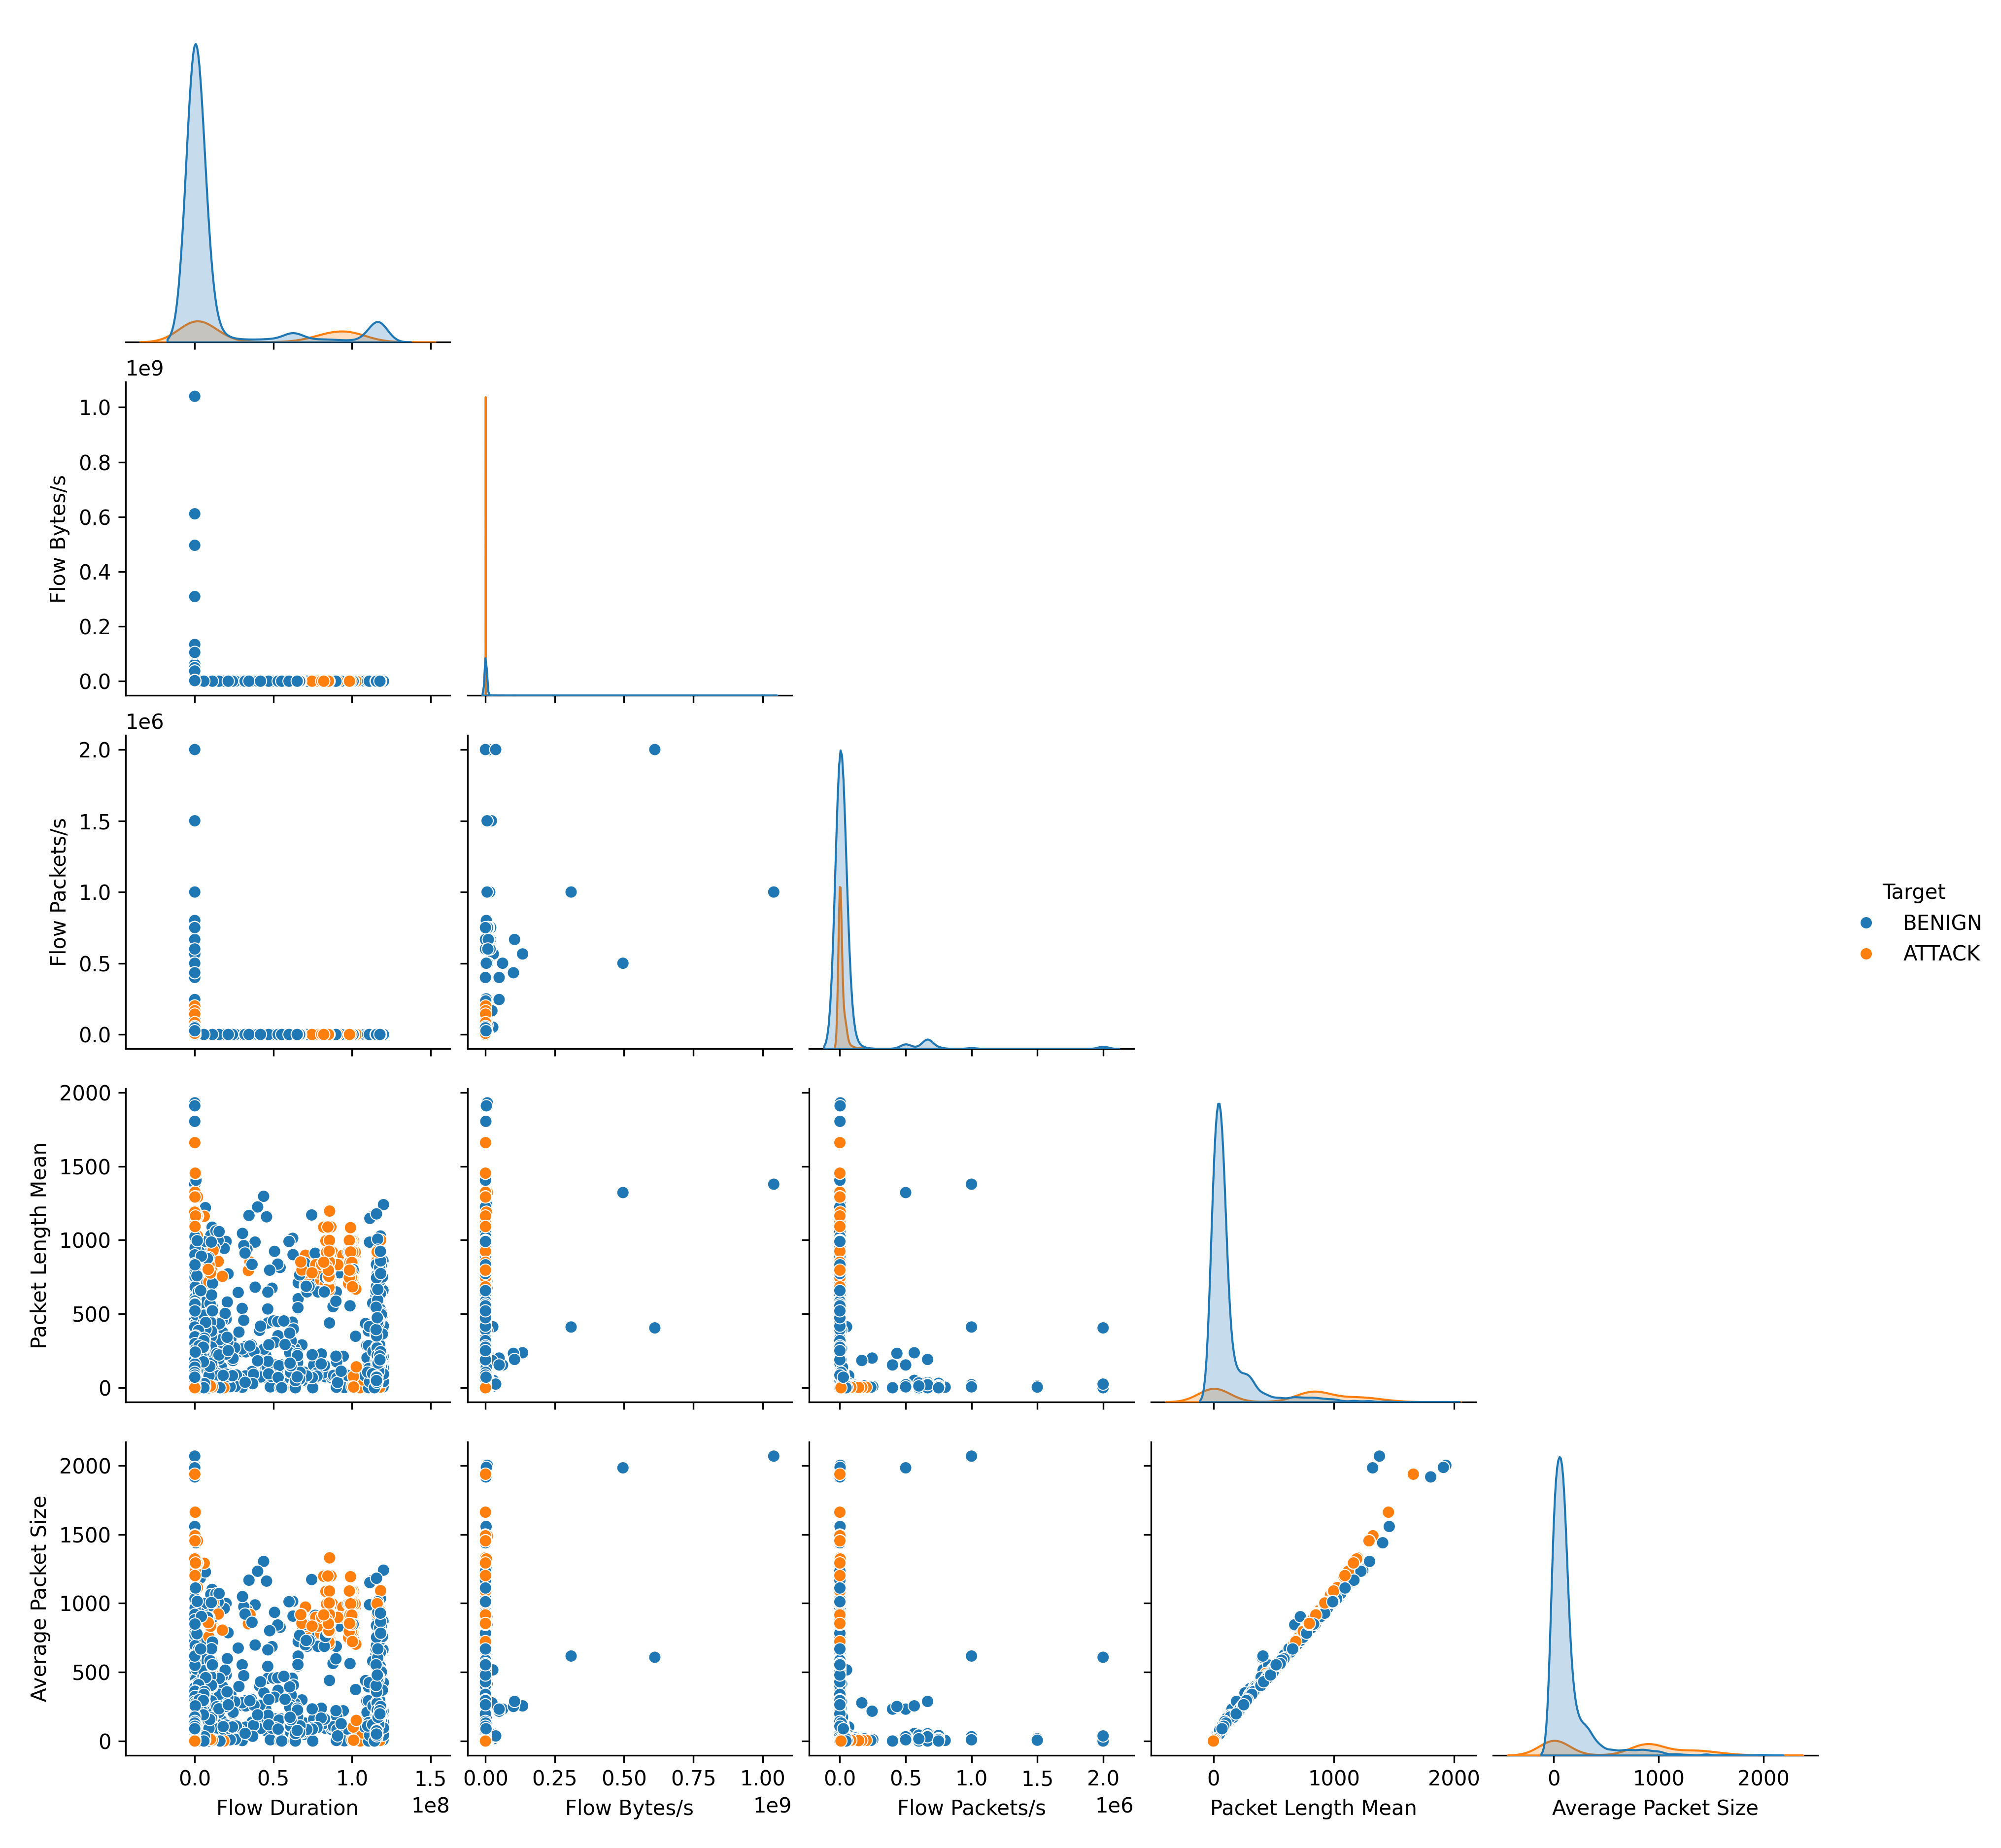 1e9
1.0
0.8
0.6
0.4
0.2
0.0
Flow Bytes/s
1e6
2.0
1.5
1.0
0.5
0.0
Flow Packets/s
Target
BENIGN
ATTACK
2000
1500
1000
500
0
Packet Length Mean
2000
1500
1000
500
0
Average Packet Size
0.0 0.5 1.0 1.5 0.00 0.25 0.50 0.75 1.00 0.0 0.5 1.0 1.5 2.0 0 1000 2000 0 1000 2000
Flow Duration 1e8 Flow Bytes/s 1e9 Flow Packets/s 1e6 Packet Length Mean Average Packet Size